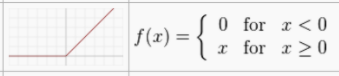 f(x) = { 0 for x < 0
x for x ≥ 0